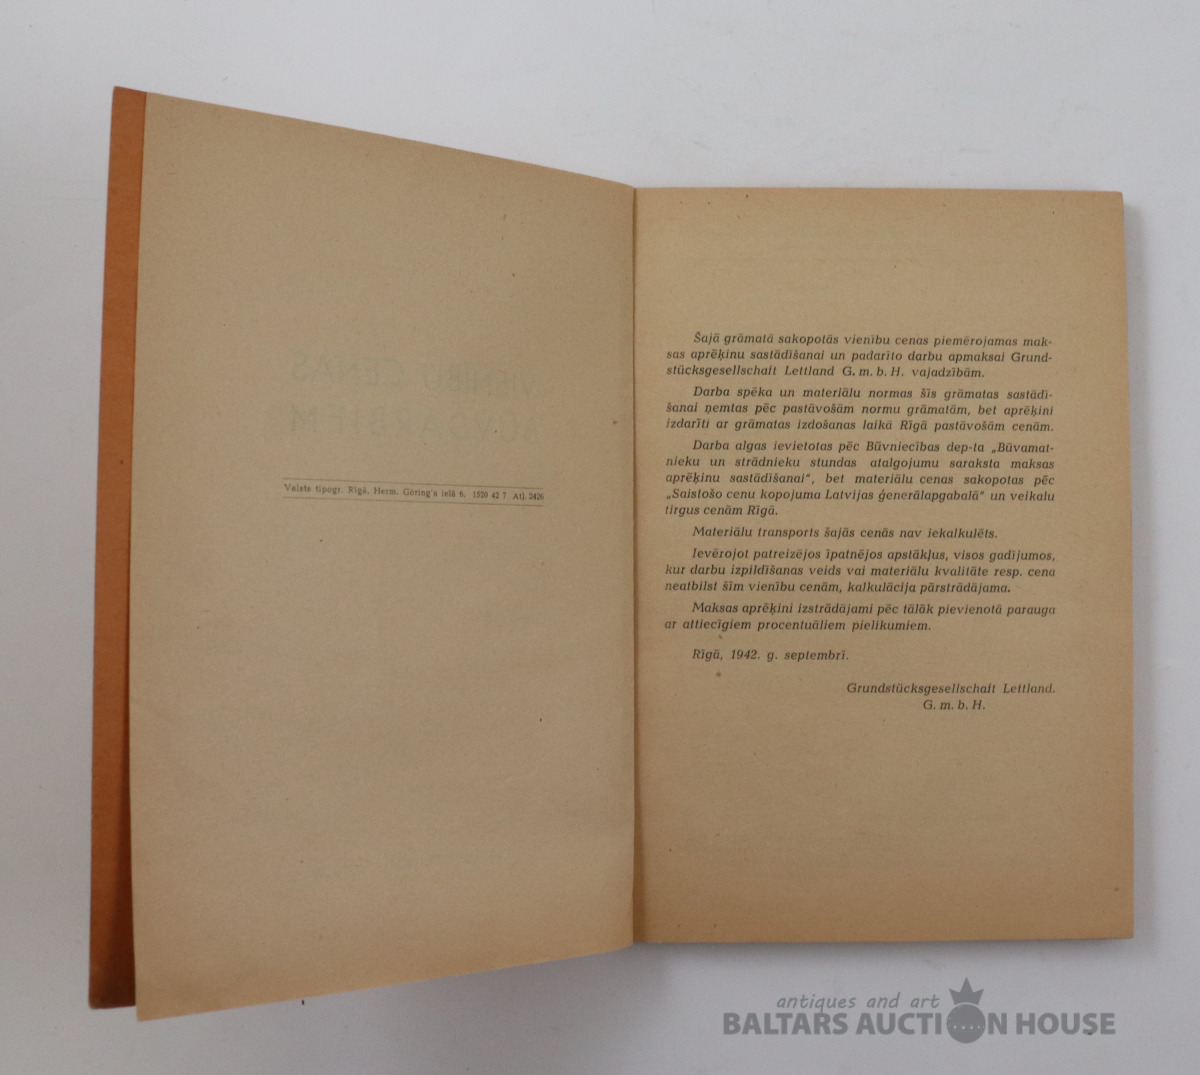 Valsts tipogr. Rīgā, Herm. Göring'a ielā 6. 1520 42 7 Atļ. 2426
Šajā grāmatā sakopotās vienību cenas piemērojamas mak-
sas aprēķinu sastādīšanai un padarīto darbu apmaksai Grund-
stücksgesellschaft Lettland G. m. b. H. vajadzībām.
Darba spēka un materiālu normas šīs grāmatas sastādī-
šanai ņemtas pēc pastāvošām normu grāmatām, bet aprēķini
izdarīti ar grāmatas izdošanas laikā Rīgā pastāvošām cenām.
Darba algas ievietotas pēc Būvniecības dep-ta „Būvamat-
nieku un strādnieku stundas atalgojumu saraksta maksas
aprēķinu sastādīšanai“, bet materiālu cenas sakopotas pēc
„Saistošo cenu kopojuma Latvijas ģenerālapgabalā“ un veikalu
tirgus cenām Rīgā.
Materiālu transports šajās cenās nav iekalkulēts.
Ievērojot patreizējos īpatnējos apstākļus, visos gadījumos,
kur darbu izpildīšanas veids vai materiālu kvalitāte resp. cena
neatbilst šīm vienību cenām, kalkulācija pārstrādājama.
Maksas aprēķini izstrādājami pēc tālāk pievienotā parauga
ar attiecīgiem procentuāliem pielikumiem.
Rīgā, 1942. g. septembrī.
Grundstücksgesellschaft Lettland.
G. m. b. H.
antiques and art
BALTARS AUCTION HOUSE